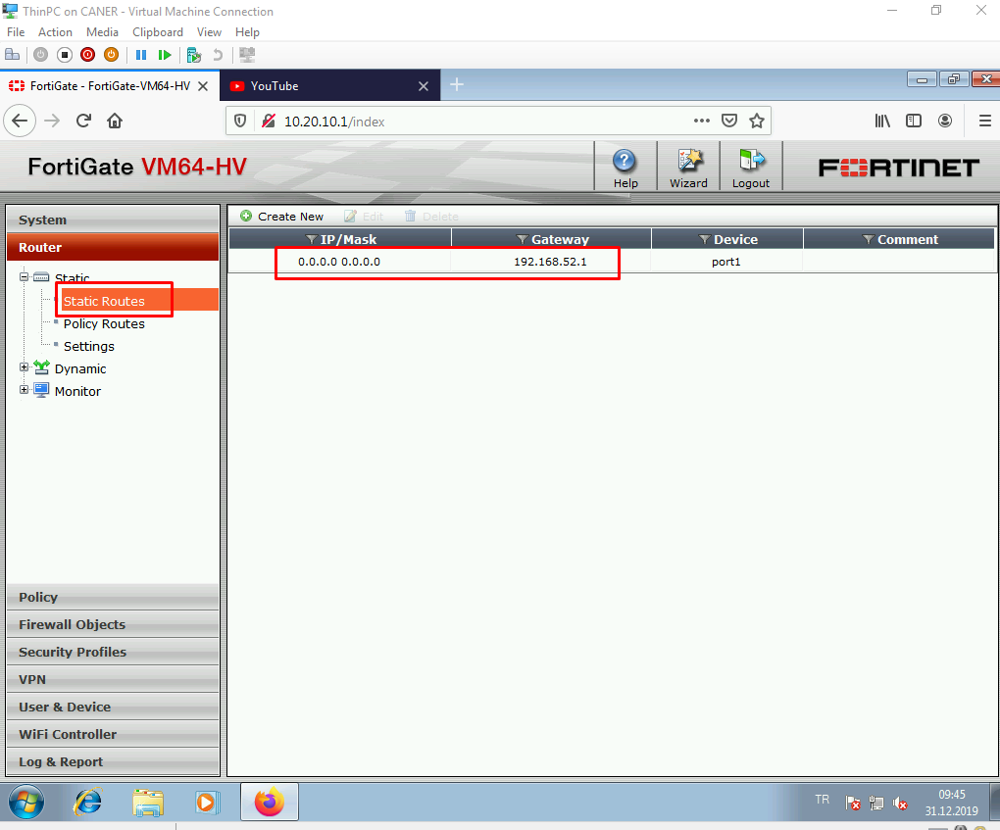 ThinPC on CANER - Virtual Machine Connection
File Action Media Clipboard View Help
FortiGate - FortiGate-VM64-HV
YouTube
10.20.10.1/index
FortiGate VM64-HV
Help
Wizard
Logout
FORTINET
System
Router
Static
Static Routes
Policy Routes
Settings
Dynamic
Monitor
Policy
Firewall Objects
Security Profiles
VPN
User & Device
WiFi Controller
Log & Report
Create New Edit Delete
IP/Mask Gateway Device Comment
0.0.0.0 0.0.0.0 192.168.52.1 port1
TR
09:45
31.12.2019